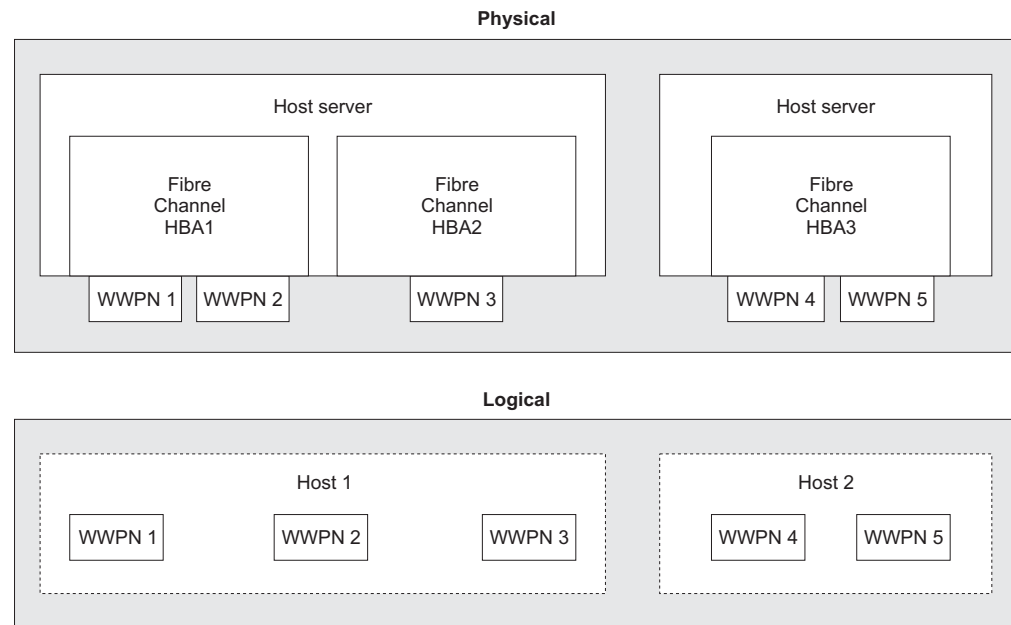 Physical
Host server
Fibre
Channel
HBA1
Fibre
Channel
HBA2
WWPN 1
WWPN 2
WWPN 3
Host server
Fibre
Channel
HBA3
WWPN 4
WWPN 5
Logical
Host 1
WWPN 1
WWPN 2
WWPN 3
Host 2
WWPN 4
WWPN 5